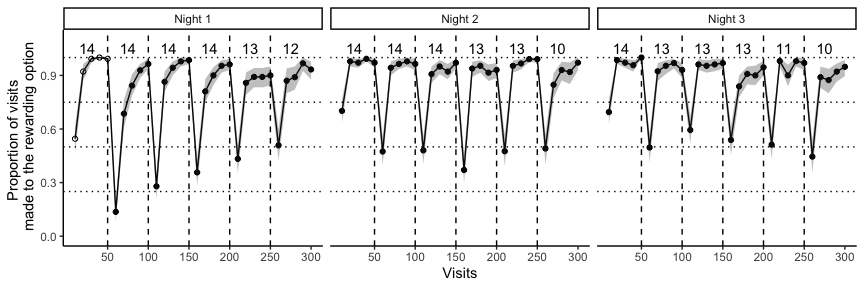 Night 1 Night 2 Night 3
14 14 14 14 13 12 14 14 14 13 13 10 14 13 13 13 11 10
Proportion of visits
made to the rewarding option
0.9
0.6
0.3
0.0
50 100 150 200 250 300 50 100 150 200 250 300 50 100 150 200 250 300
Visits